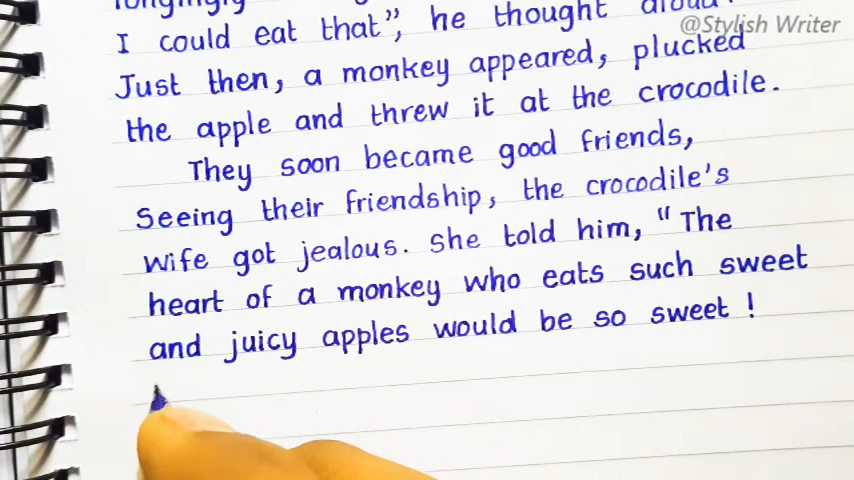 longingly
I could eat that", he thought aloud.
@Stylish Writer
Just then, a monkey appeared, plucked
the apple and threw it at the crocodile.
They soon became good friends,
Seeing their friendship, the crocodile's
wife got jealous. She told him, "The
heart of a monkey who eats such sweet
and juicy apples would be so sweet!